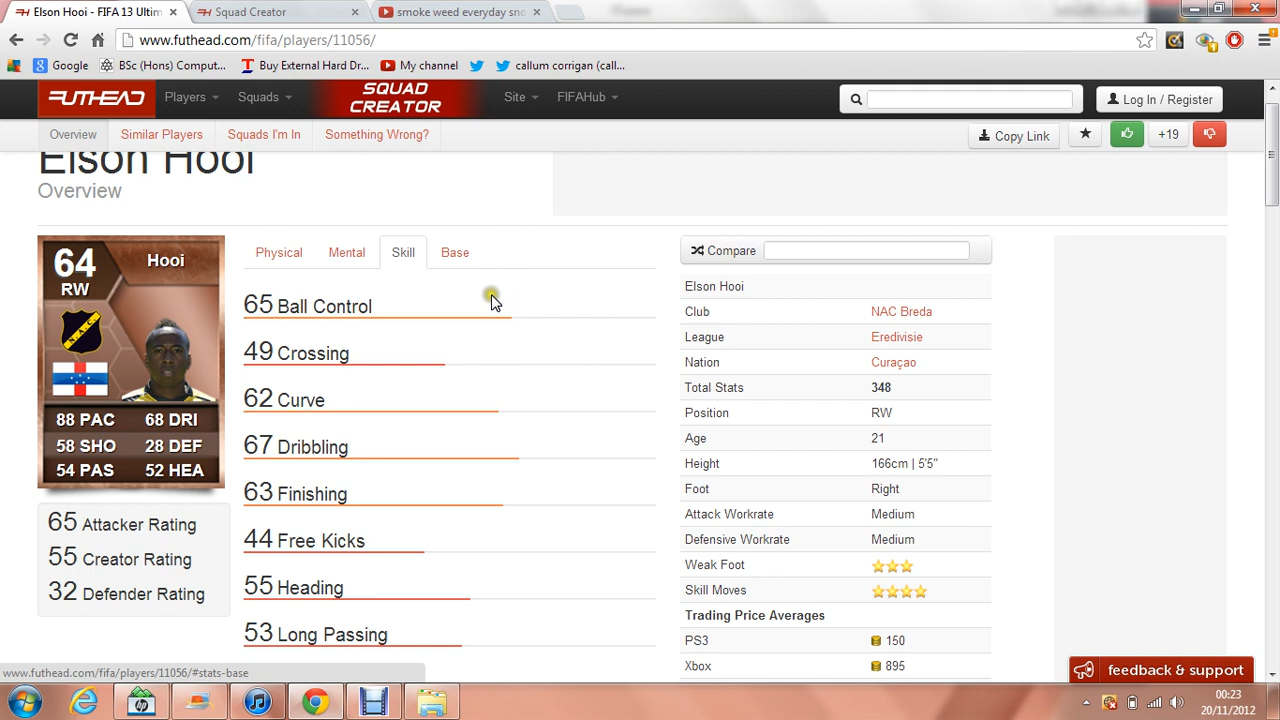 Elson Hooi - FIFA 13 Ultim
Squad Creator
smoke weed everyday sno
www.futhead.com/fifa/players/11056/
Google
BSc (Hons) Comput...
Buy External Hard Dr...
My channel
callum corrigan (call...
FUTHEAD
Players
Squads
SQUAD
CREATOR
Site
FIFAHub
Log In / Register
Overview
Similar Players
Squads I'm In
Something Wrong?
Copy Link
+19
Elson Hooi
Overview
64
RW
Hooi
N.A.C
88 PAC 68 DRI
58 SHO 28 DEF
54 PAS 52 HEA
65 Attacker Rating
55 Creator Rating
32 Defender Rating
Physical
Mental
Skill
Base
65 Ball Control
49 Crossing
62 Curve
67 Dribbling
63 Finishing
44 Free Kicks
55 Heading
53 Long Passing
Compare
Elson Hooi
Club NAC Breda
League Eredivisie
Nation Curaçao
Total Stats 348
Position RW
Age 21
Height 166cm | 5'5"
Foot Right
Attack Workrate Medium
Defensive Workrate Medium
Weak Foot
Skill Moves
Trading Price Averages
PS3 150
Xbox 895
feedback & support
www.futhead.com/fifa/players/11056/#stats-base
hp
00:23
20/11/2012